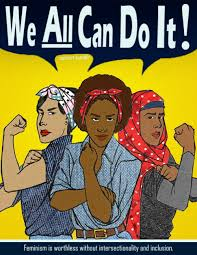 We All Can Do It!
Feminism is worthless without intersectionality and inclusion.